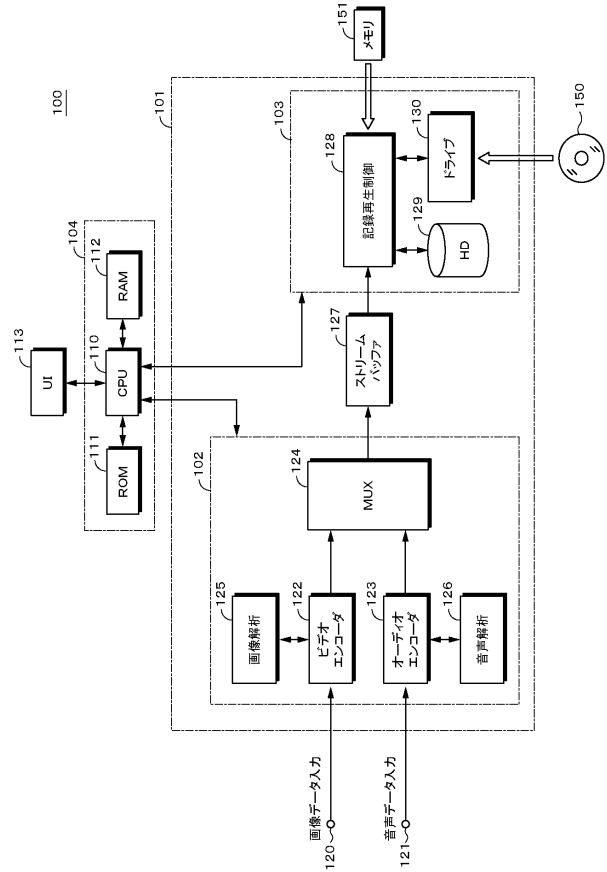 100
113
UI
104
111
ROM
110
CPU
112
RAM
101
102
125
画像解析
122
ビデオ
エンコーダ
123
オーディオ
エンコーダ
126
音声解析
124
MUX
127
ストリーム
バッファ
103
128
記録再生制御
129
HD
130
ドライブ
151
メモリ
150
画像データ入力
120
音声データ入力
121